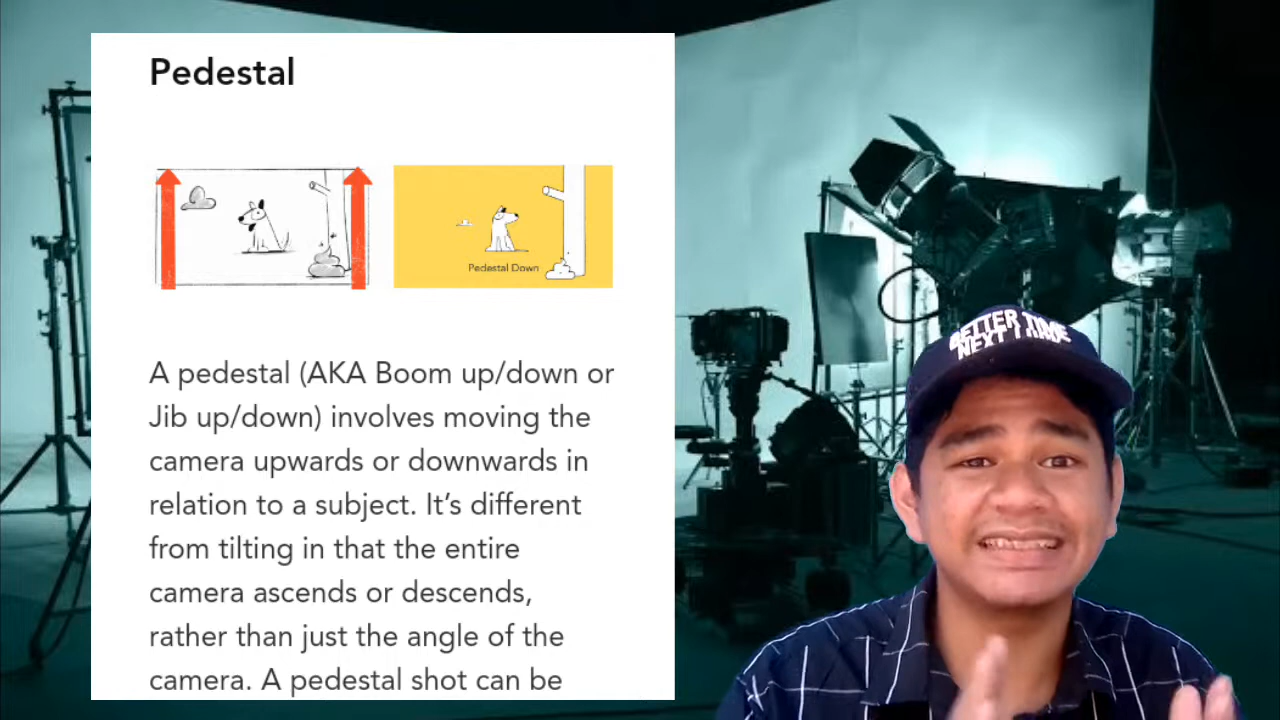 Pedestal
Pedestal Down
A pedestal (AKA Boom up/down or
Jib up/down) involves moving the
camera upwards or downwards in
relation to a subject. It’s different
from tilting in that the entire
camera ascends or descends,
rather than just the angle of the
camera. A pedestal shot can be
BETTER TIME
NEXT